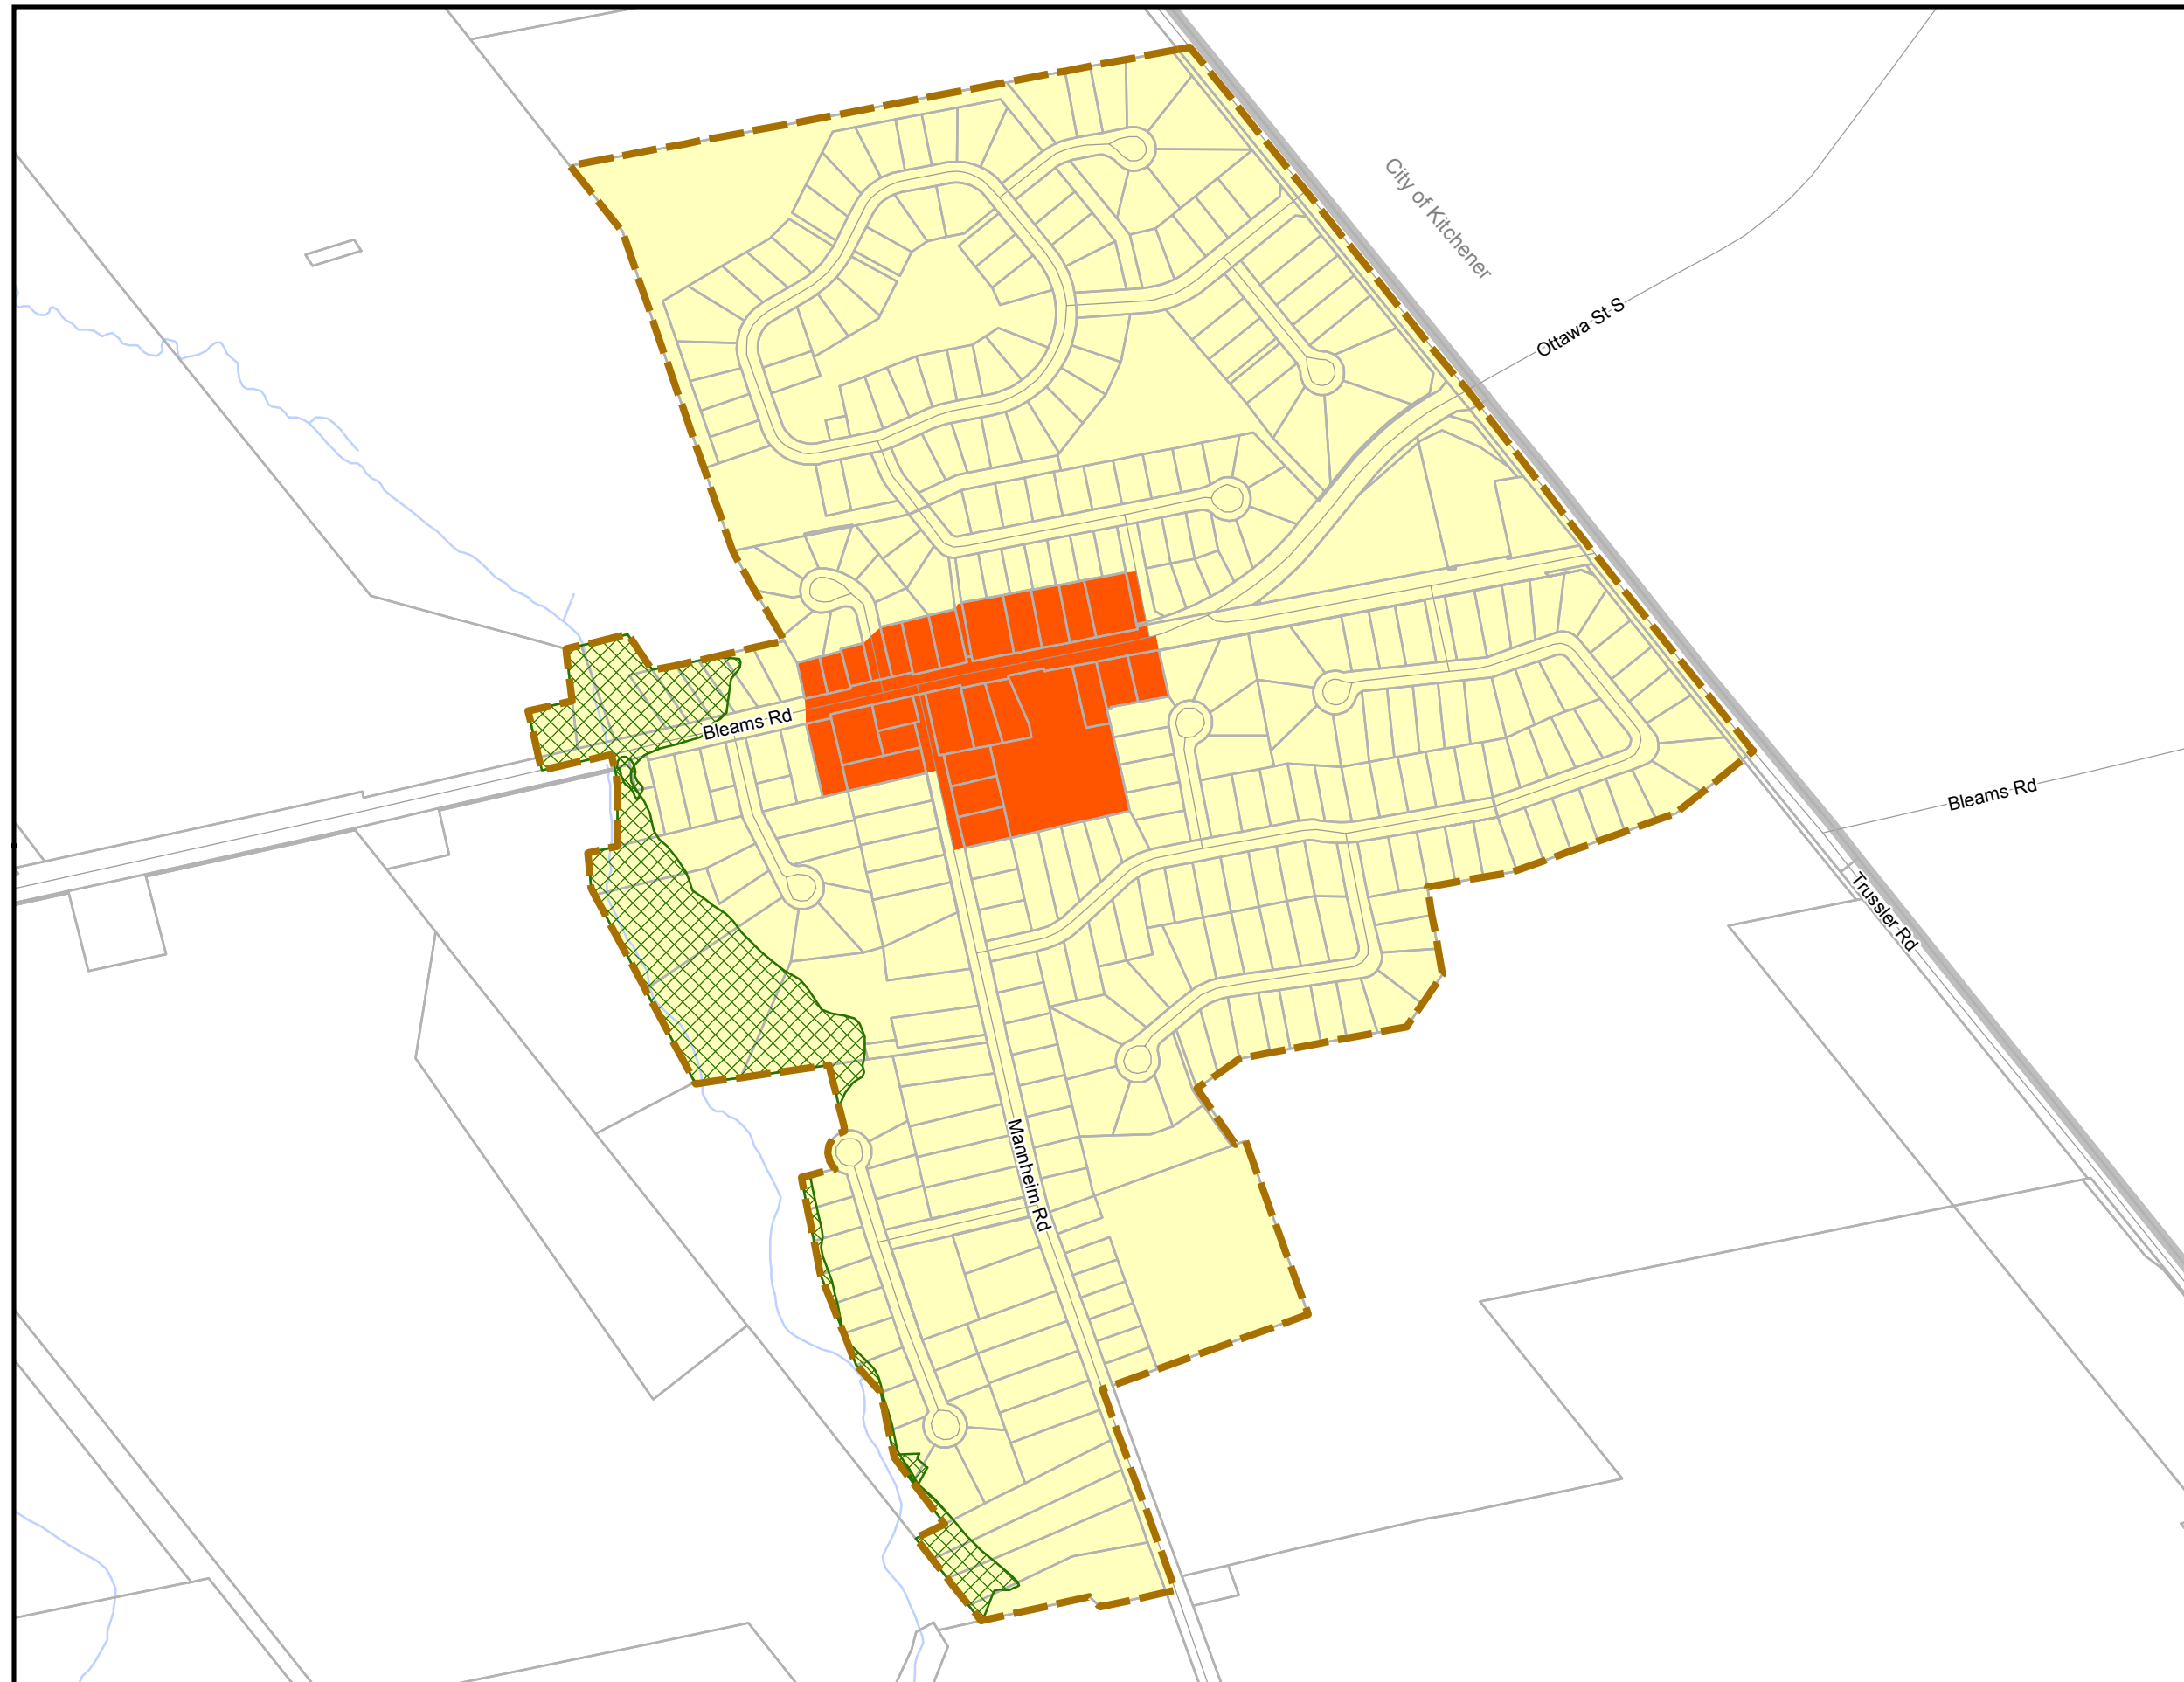 City of Kitchener
Ottawa St S
Bleams Rd
Bleams Rd
Trussler Rd
Mannheim Rd